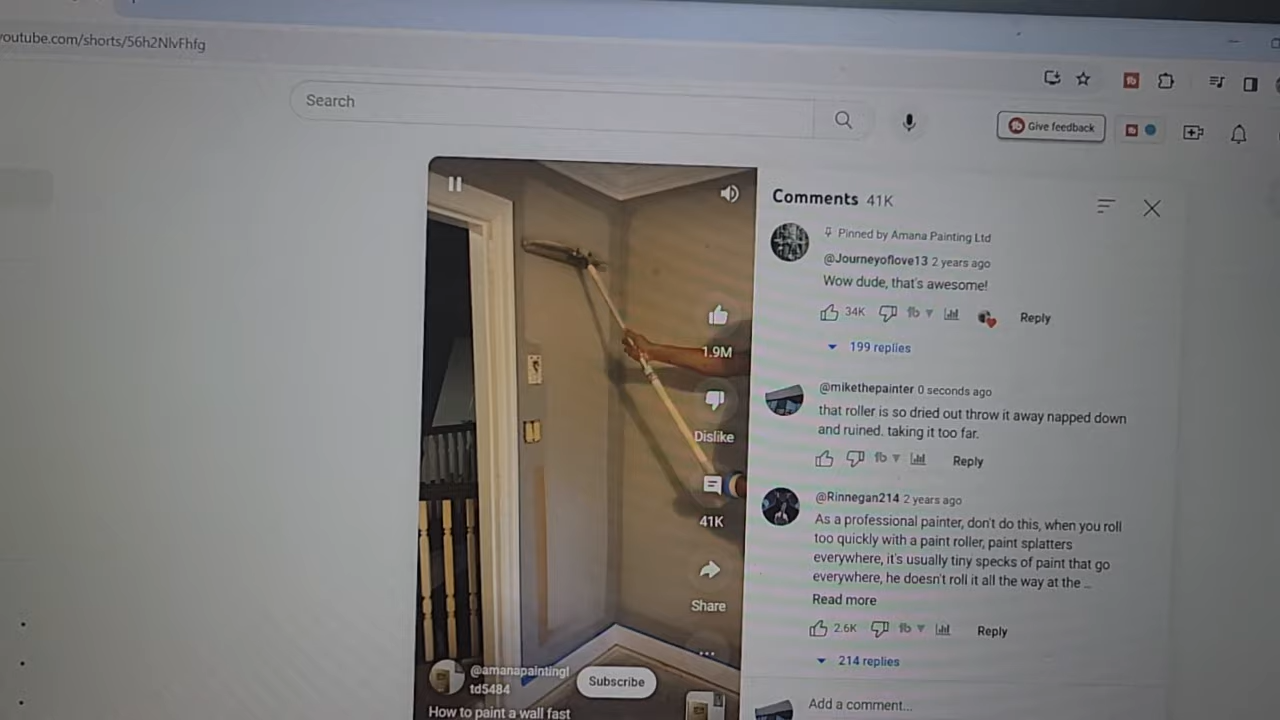 youtube.com/shorts/56h2NlvFhfg
Search
Give feedback
Comments 41K
Pinned by Amana Painting Ltd
@Journeyoflove13 2 years ago
Wow dude, that's awesome!
34K
Reply
199 replies
@mikethepainter 0 seconds ago
that roller is so dried out throw it away napped down
and ruined. taking it too far.
Reply
@Rinnegan214 2 years ago
As a professional painter, don't do this, when you roll
too quickly with a paint roller, paint splatters
everywhere, it's usually tiny specks of paint that go
everywhere, he doesn't roll it all the way at the ...
Read more
2.6K
Reply
214 replies
Add a comment...
1.9M
Dislike
41K
Share
@amanapaintingl
td5484
Subscribe
How to paint a wall fast